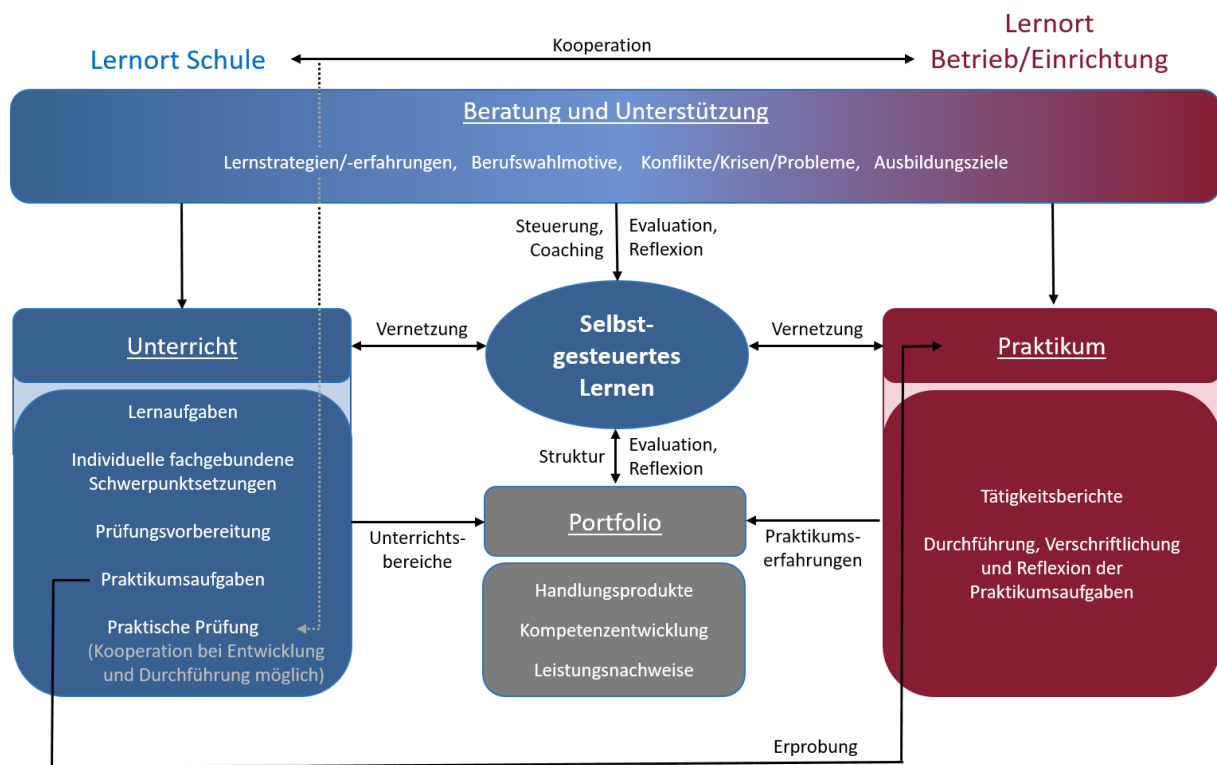 Lernort Schule
Kooperation
Lernort
Betrieb/Einrichtung
Beratung und Unterstützung
Lernstrategien/-erfahrungen, Berufswahlmotive, Konflikte/Krisen/Probleme, Ausbildungsziele
Steuerung,
Coaching
Evaluation,
Reflexion
Unterricht
Vernetzung
Selbst-
gesteuertes
Lernen
Vernetzung
Praktikum
Lernaufgaben
Individuelle fachgebundene
Schwerpunktsetzungen
Prüfungsvorbereitung
Praktikumsaufgaben
Praktische Prüfung
(Kooperation bei Entwicklung
und Durchführung möglich)
Struktur
Evaluation,
Reflexion
Unterrichts-
bereiche
Portfolio
Praktikums-
erfahrungen
Handlungsprodukte
Kompetenzentwicklung
Leistungsnachweise
Tätigkeitsberichte
Durchführung, Verschriftlichung
und Reflexion der
Praktikumsaufgaben
Erprobung